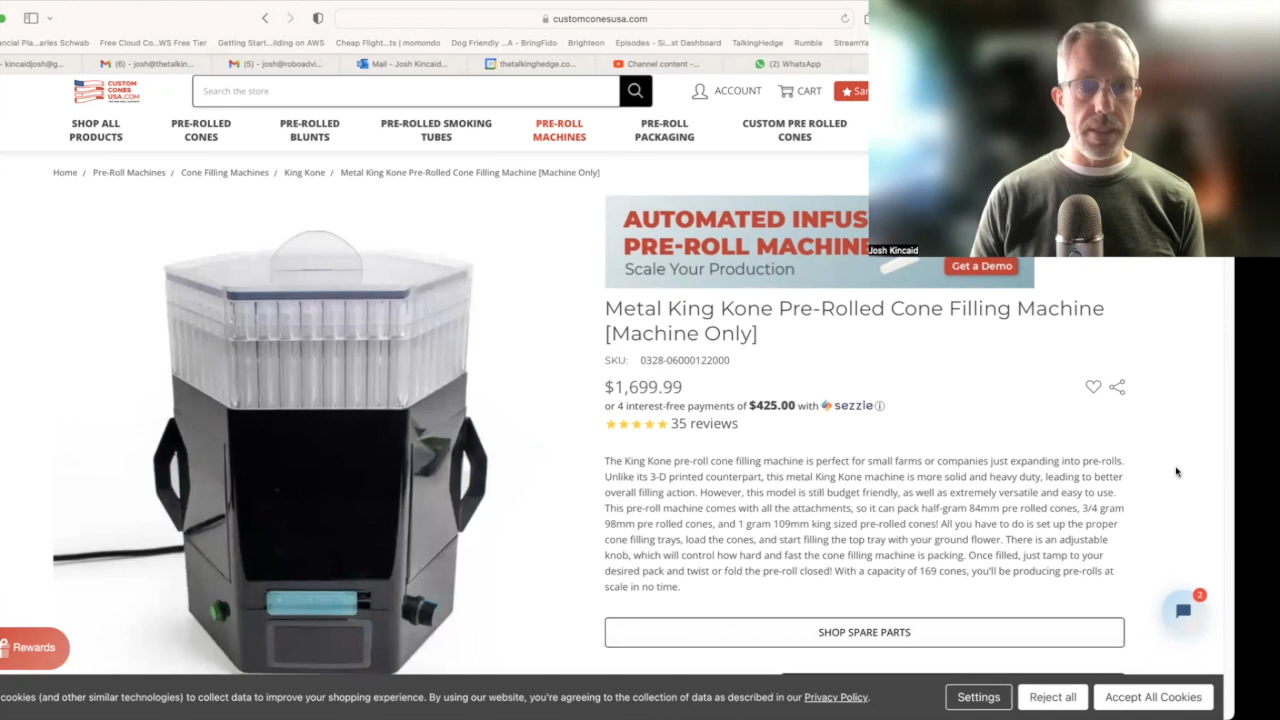 customconesusa.com
ncial Pla...arles Schwab Free Cloud Co...WS Free Tier Getting Start...ilding on AWS Cheap Flight...ts | momondo Dog Friendly ...A - BringFido Brighteon Episodes - Si...st Dashboard TalkingHedge Rumble StreamYa
- kincaidjosh@g... (6) - josh@thetalkin... (5) - josh@roboadvi... Mail - Josh Kincaid... thetalkinghedge.co... Channel content -... (2) WhatsApp
CUSTOM
CONES
USA.COM
Search the store
ACCOUNT
CART
Sam
SHOP ALL
PRODUCTS
PRE-ROLLED
CONES
PRE-ROLLED
BLUNTS
PRE-ROLLED SMOKING
TUBES
PRE-ROLL
MACHINES
PRE-ROLL
PACKAGING
CUSTOM PRE ROLLED
CONES
Home / Pre-Roll Machines / Cone Filling Machines / King Kone / Metal King Kone Pre-Rolled Cone Filling Machine [Machine Only]
AUTOMATED INFUS
PRE-ROLL MACHINE
Scale Your Production
Get a Demo
Josh Kincaid
Metal King Kone Pre-Rolled Cone Filling Machine
[Machine Only]
SKU: 0328-06000122000
$1,699.99
or 4 interest-free payments of $425.00 with sezzle
35 reviews
The King Kone pre-roll cone filling machine is perfect for small farms or companies just expanding into pre-rolls.
Unlike its 3-D printed counterpart, this metal King Kone machine is more solid and heavy duty, leading to better
overall filling action. However, this model is still budget friendly, as well as extremely versatile and easy to use.
This pre-roll machine comes with all the attachments, so it can pack half-gram 84mm pre rolled cones, 3/4 gram
98mm pre rolled cones, and 1 gram 109mm king sized pre-rolled cones! All you have to do is set up the proper
cone filling trays, load the cones, and start filling the top tray with your ground flower. There is an adjustable
knob, which will control how hard and fast the cone filling machine is packing. Once filled, just tamp to your
desired pack and twist or fold the pre-roll closed! With a capacity of 169 cones, you'll be producing pre-rolls at
scale in no time.
SHOP SPARE PARTS
2
Rewards
cookies (and other similar technologies) to collect data to improve your shopping experience. By using our website, you're agreeing to the collection of data as described in our Privacy Policy.
Settings
Reject all
Accept All Cookies